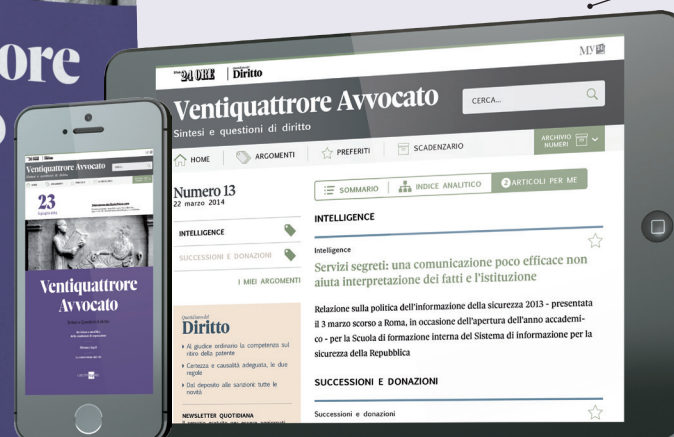 ore
24 ORE
Quotidiano del
Diritto
MY
Ventiquattrore Avvocato
Sintesi e questioni di diritto
CERCA...
HOME
ARGOMENTI
PREFERITI
SCADENZARIO
ARCHIVIO
NUMERI
Numero 13
22 marzo 2014
SOMMARIO
INDICE ANALITICO
2 ARTICOLI PER ME
INTELLIGENCE
SUCCESSIONI E DONAZIONI
I MIEI ARGOMENTI
INTELLIGENCE
Intelligence
Servizi segreti: una comunicazione poco efficace non
aiuta interpretazione dei fatti e l'istituzione
Relazione sulla politica dell'informazione della sicurezza 2013 - presentata
il 3 marzo scorso a Roma, in occasione dell'apertura dell'anno accademi-
co - per la Scuola di formazione interna del Sistema di informazione per la
sicurezza della Repubblica
SUCCESSIONI E DONAZIONI
Successioni e donazioni
Quotidiano del
Diritto
Al giudice ordinario la competenza sul
ritiro della patente
Certezza e causalità adeguata, le due
regole
Dal deposito alle sanzioni: tutte le
novità
NEWSLETTER QUOTIDIANA
Ventiquattrore Avvocato
23
Ventiquattrore
Avvocato